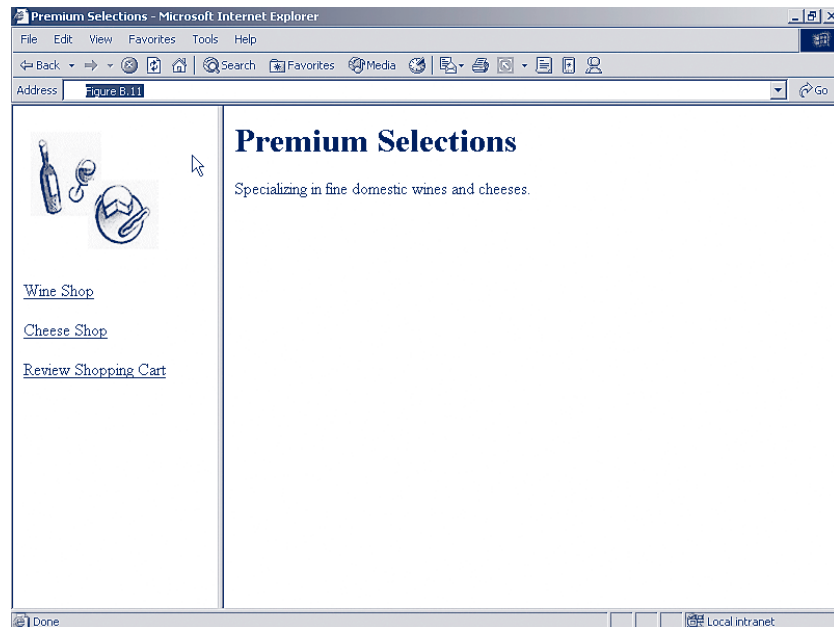 Premium Selections - Microsoft Internet Explorer
File Edit View Favorites Tools Help
Back Search Favorites Media
Address Figure B.11 Go
Premium Selections
Specializing in fine domestic wines and cheeses.
Wine Shop
Cheese Shop
Review Shopping Cart
Done Local intranet